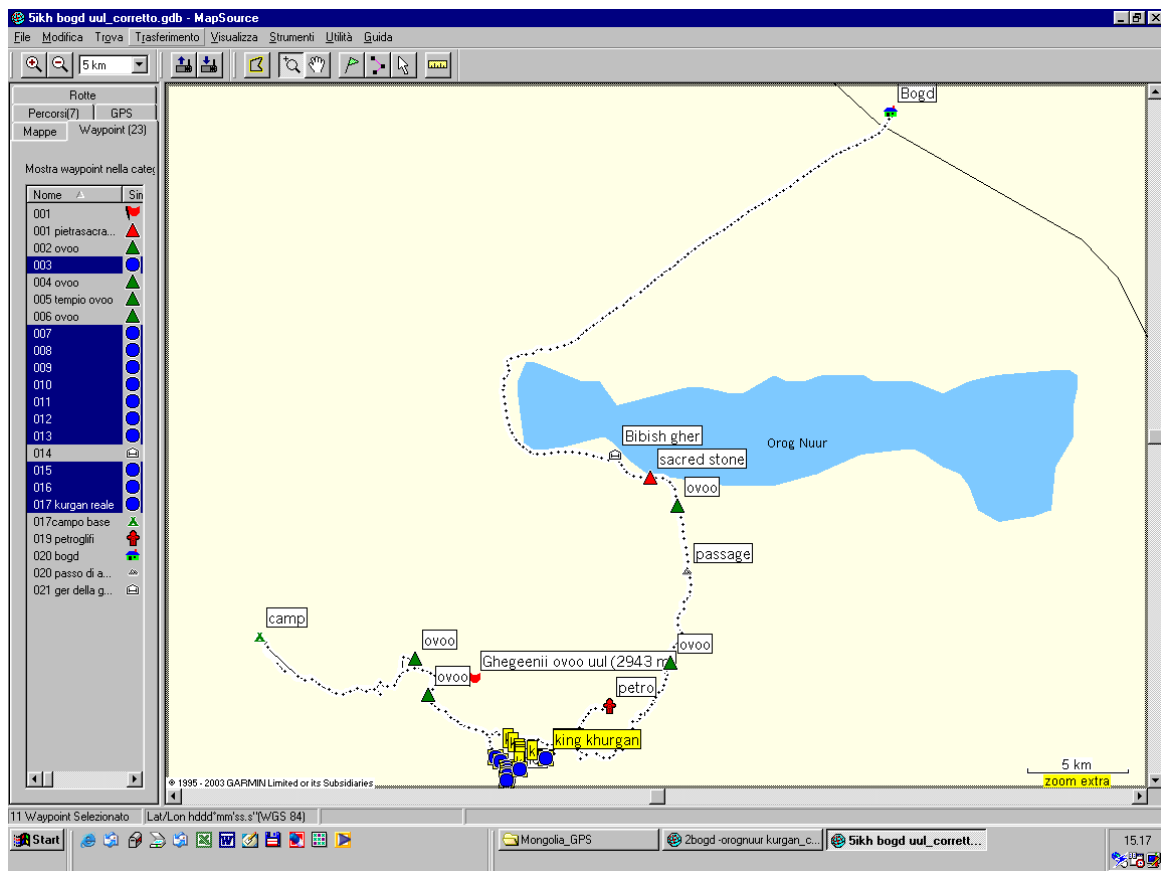 5ikh bogd uul_corretto.gdb - MapSource
File Modifica Trova Trasferimento Visualizza Strumenti Utilità Guida
5 km
Rotte
Percorsi(7) GPS
Mappe Waypoint (23)
Mostra waypoint nella categ
Nome Sin
001
001 pietrasacra...
002 ovoo
003
004 ovoo
005 tempio ovoo
006 ovoo
007
008
009
010
011
012
013
014
015
016
017 kurgan reale
017campo base
019 petroglifi
020 bogd
020 passo di a...
021 ger della g...
Bogd
Bibish gher
Orog Nuur
sacred stone
ovoo
passage
camp
ovoo
ovoo
Ghegeenii ovoo uul (2943 m
ovoo
petro
king khurgan
5 km
zoom extra
© 1995 - 2003 GARMIN Limited or its Subsidiaries
11 Waypoint Selezionato Lat/Lon hddd°mm'ss.s"(WGS 84)
Start Mongolia_GPS 2bogd -orognuur kurgan_c... 5ikh bogd uul_corrett... 15.17